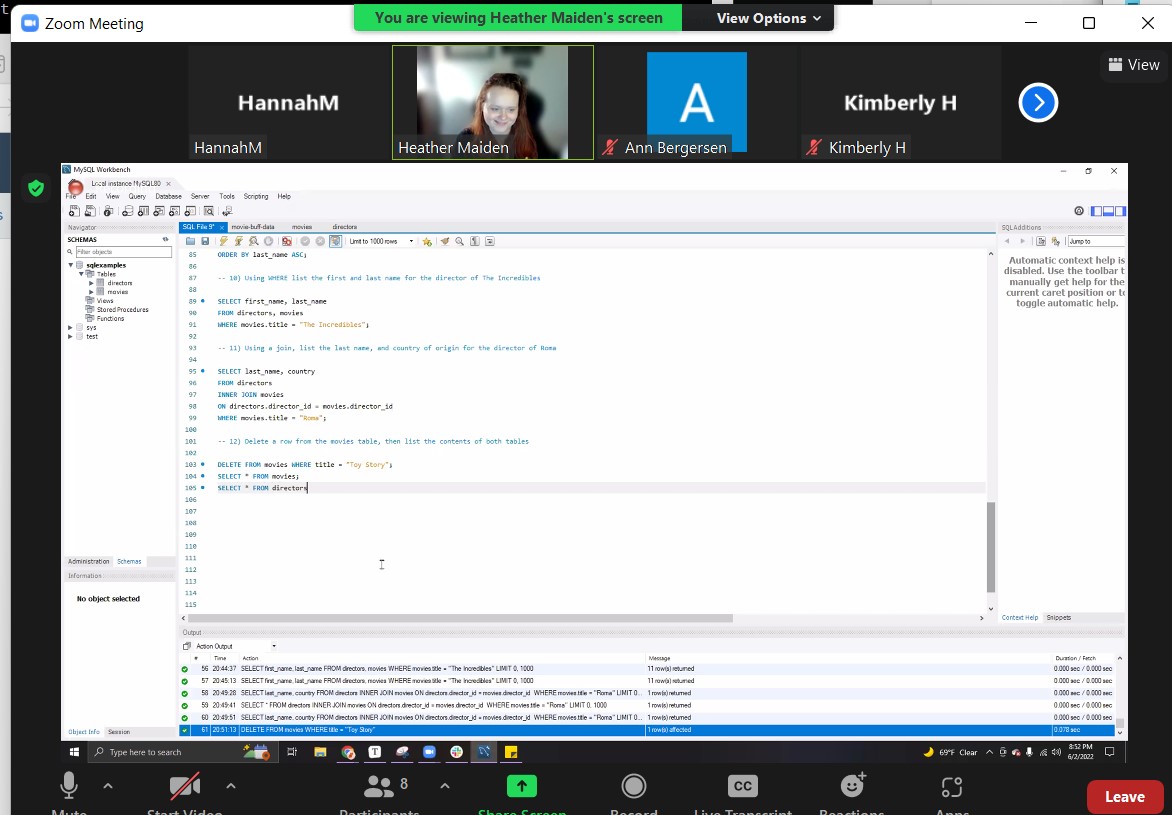 Zoom Meeting
You are viewing Heather Maiden's screen
View Options
View
HannahM
HannahM
Heather Maiden
A
Ann Bergersen
Kimberly H
Kimberly H
MySQL Workbench
Local instance MySQL80
File Edit View Query Database Server Tools Scripting Help
Navigator
SCHEMAS
Filter objects
sqlexamples
Tables
directors
movies
Views
Stored Procedures
Functions
sys
test
Administration Schemas
Information
No object selected
Object Info Session
SQL File 9* movie-buff-data movies directors
Limit to 1000 rows
85 ORDER BY last_name ASC;
86
87 -- 10) Using WHERE list the first and last name for the director of The Incredibles
88
89 SELECT first_name, last_name
90 FROM directors, movies
91 WHERE movies.title = "The Incredibles";
92
93 -- 11) Using a join, list the last name, and country of origin for the director of Roma
94
95 SELECT last_name, country
96 FROM directors
97 INNER JOIN movies
98 ON directors.director_id = movies.director_id
99 WHERE movies.title = "Roma";
100
101 -- 12) Delete a row from the movies table, then list the contents of both tables
102
103 DELETE FROM movies WHERE title = "Toy Story";
104 SELECT * FROM movies;
105 SELECT * FROM directors
106
107
108
109
110
111
112
113
114
115
SQLAdditions
Jump to
Automatic context help is
disabled. Use the toolbar t
manually get help for the
current caret position or to
toggle automatic help.
Context Help Snippets
Output
Action Output
# Time Action Message Duration / Fetch
56 20:44:37 SELECT first_name, last_name FROM directors, movies WHERE movies.title = "The Incredibles" LIMIT 0, 1000 11 row(s) returned 0.000 sec / 0.000 sec
57 20:45:13 SELECT first_name, last_name FROM directors, movies WHERE movies.title = "The Incredibles" LIMIT 0, 1000 11 row(s) returned 0.000 sec / 0.000 sec
58 20:49:28 SELECT last_name, country FROM directors INNER JOIN movies ON directors.director_id = movies.director_id WHERE movies.title = "Roma" LIMIT 0... 1 row(s) returned 0.000 sec / 0.000 sec
59 20:49:41 SELECT * FROM directors INNER JOIN movies ON directors.director_id = movies.director_id WHERE movies.title = "Roma" LIMIT 0, 1000 1 row(s) returned 0.000 sec / 0.000 sec
60 20:49:51 SELECT last_name, country FROM directors INNER JOIN movies ON directors.director_id = movies.director_id WHERE movies.title = "Roma" LIMIT 0... 1 row(s) returned 0.000 sec / 0.000 sec
61 20:51:13 DELETE FROM movies WHERE title = "Toy Story" 1 row(s) affected 0.078 sec
Type here to search
69°F Clear
8:52 PM
6/2/2022
8
CC
Mute Start Video Participants Share Screen Record Live Transcript Reactions Apps
Leave